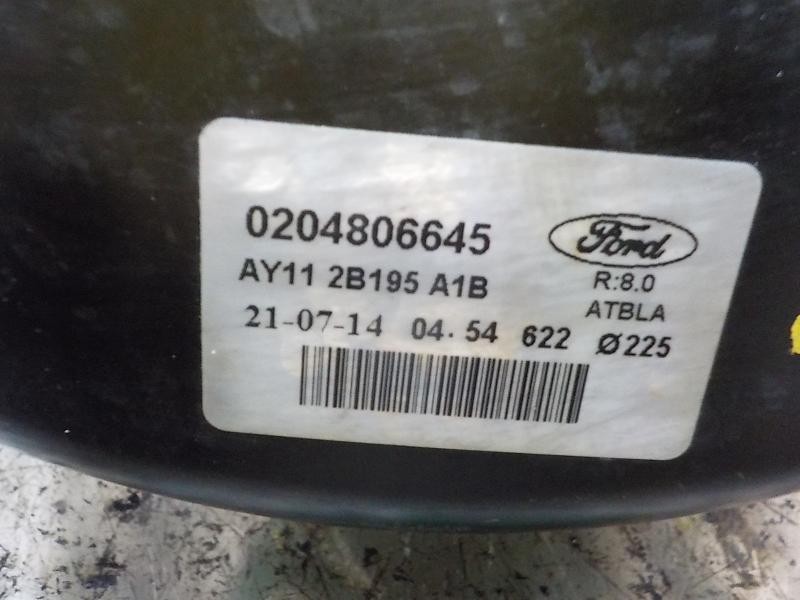 0204806645
Ford
AY11 2B195 A1B
R:8.0
ATBLA
21-07-14 04.54 622 Ø225